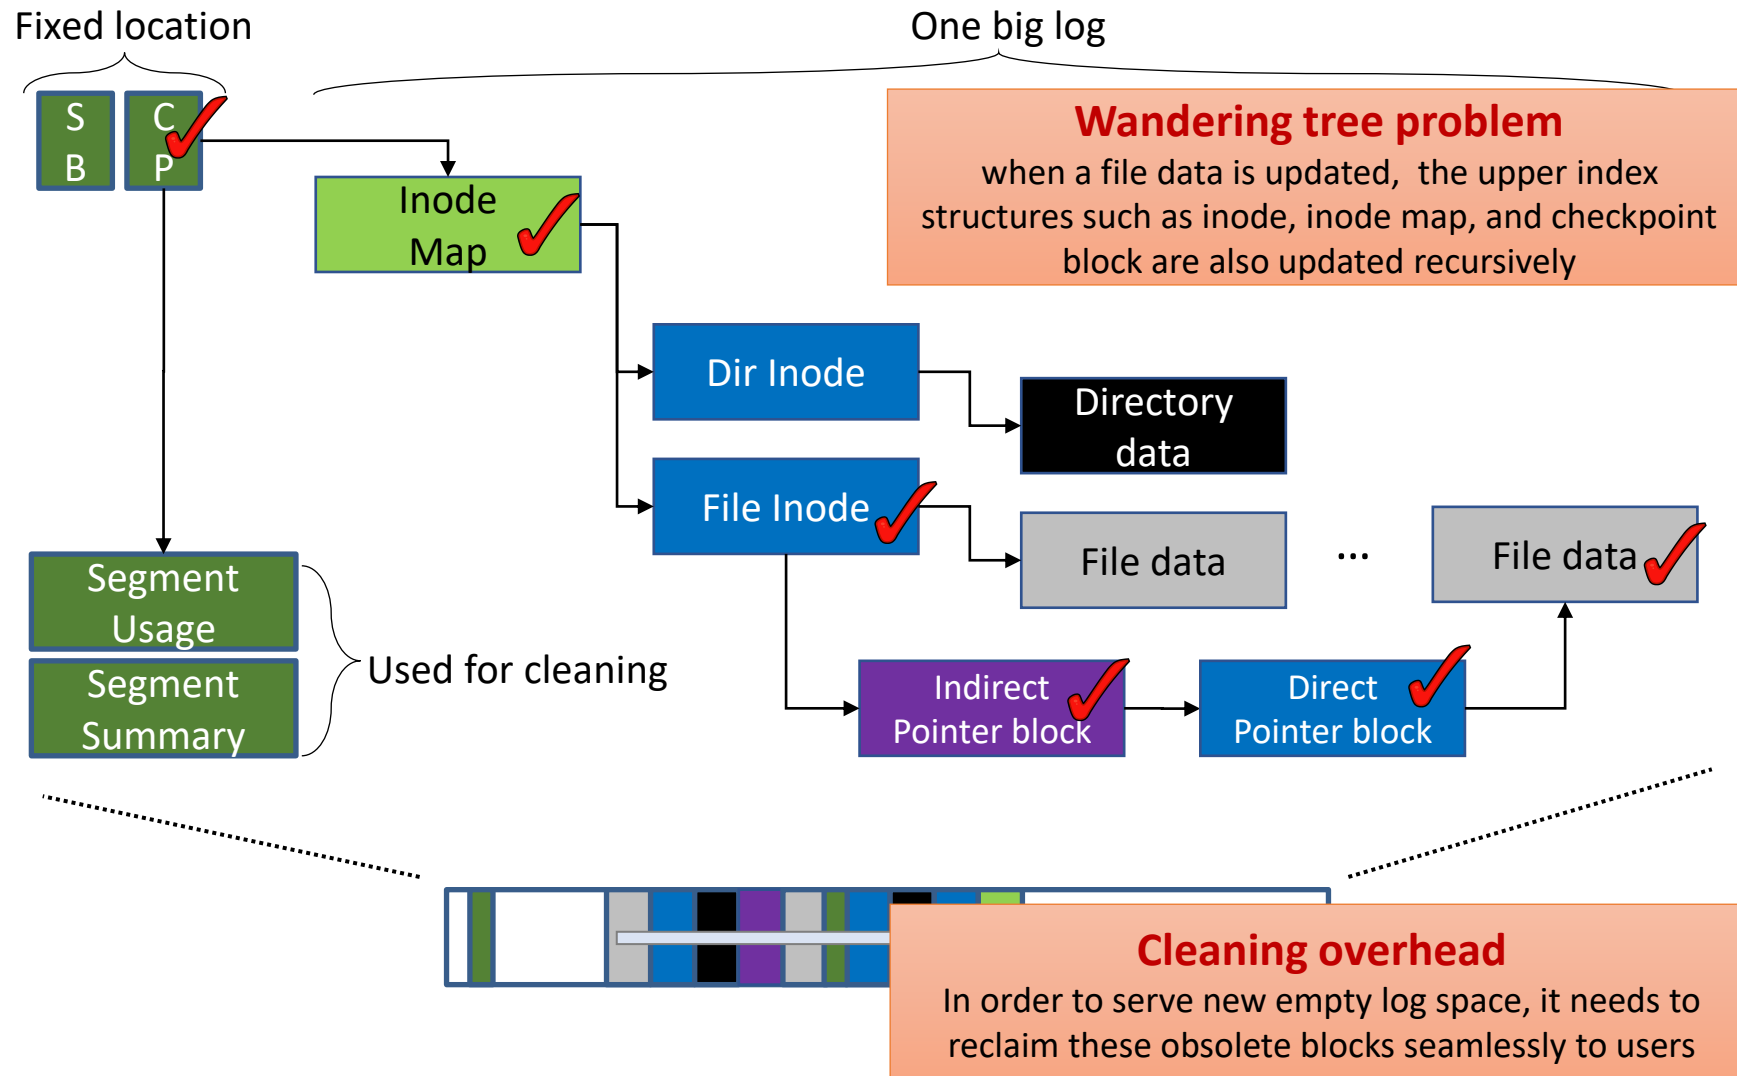 Fixed location
One big log
S
B
C
P
Wandering tree problem
when a file data is updated,  the upper index
structures such as inode, inode map, and checkpoint
block are also updated recursively
Inode
Map
Dir Inode
Directory
data
File Inode
File data
...
File data
Segment
Usage
Segment
Summary
Used for cleaning
Indirect
Pointer block
Direct
Pointer block
Cleaning overhead
In order to serve new empty log space, it needs to
reclaim these obsolete blocks seamlessly to users